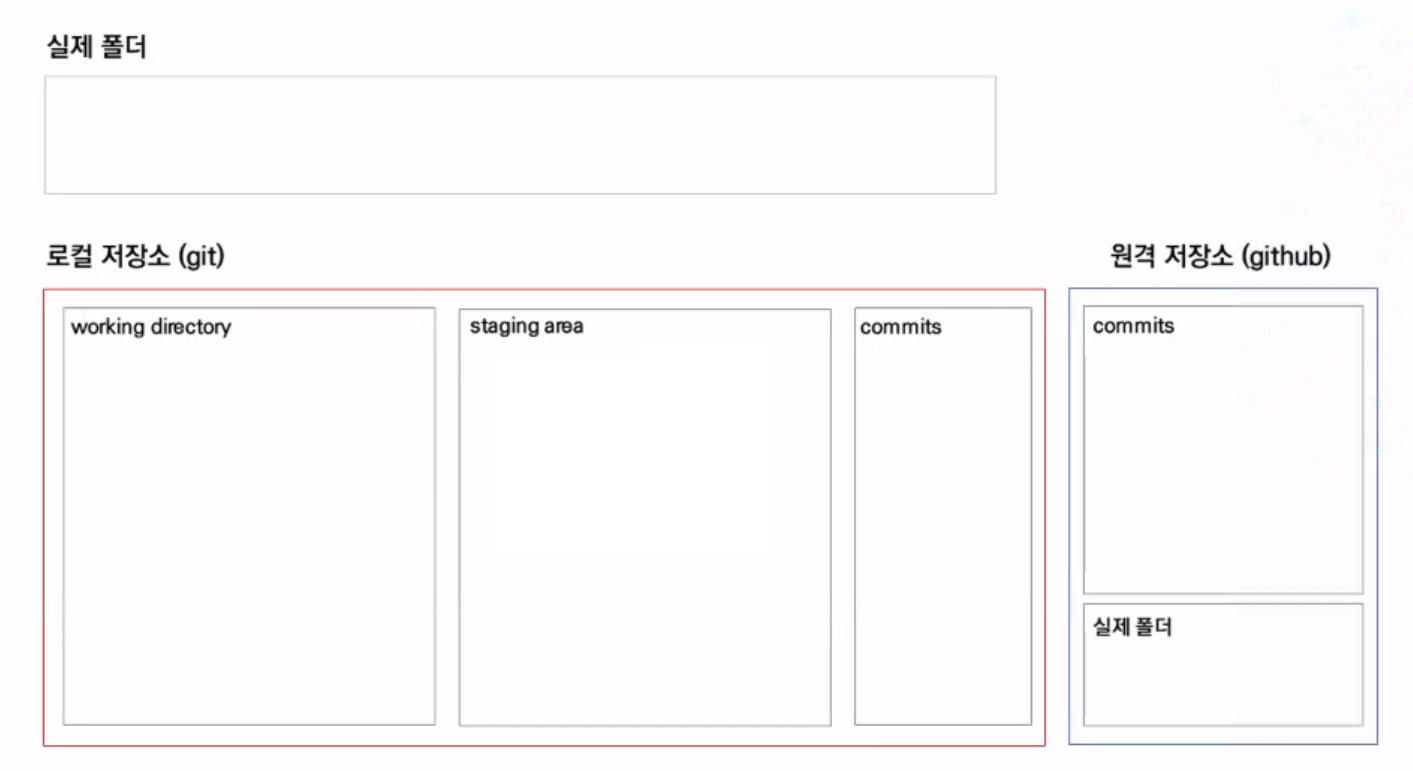 실제 폴더
로컬 저장소 (git)
원격 저장소 (github)
working directory
staging area
commits
commits
실제 폴더